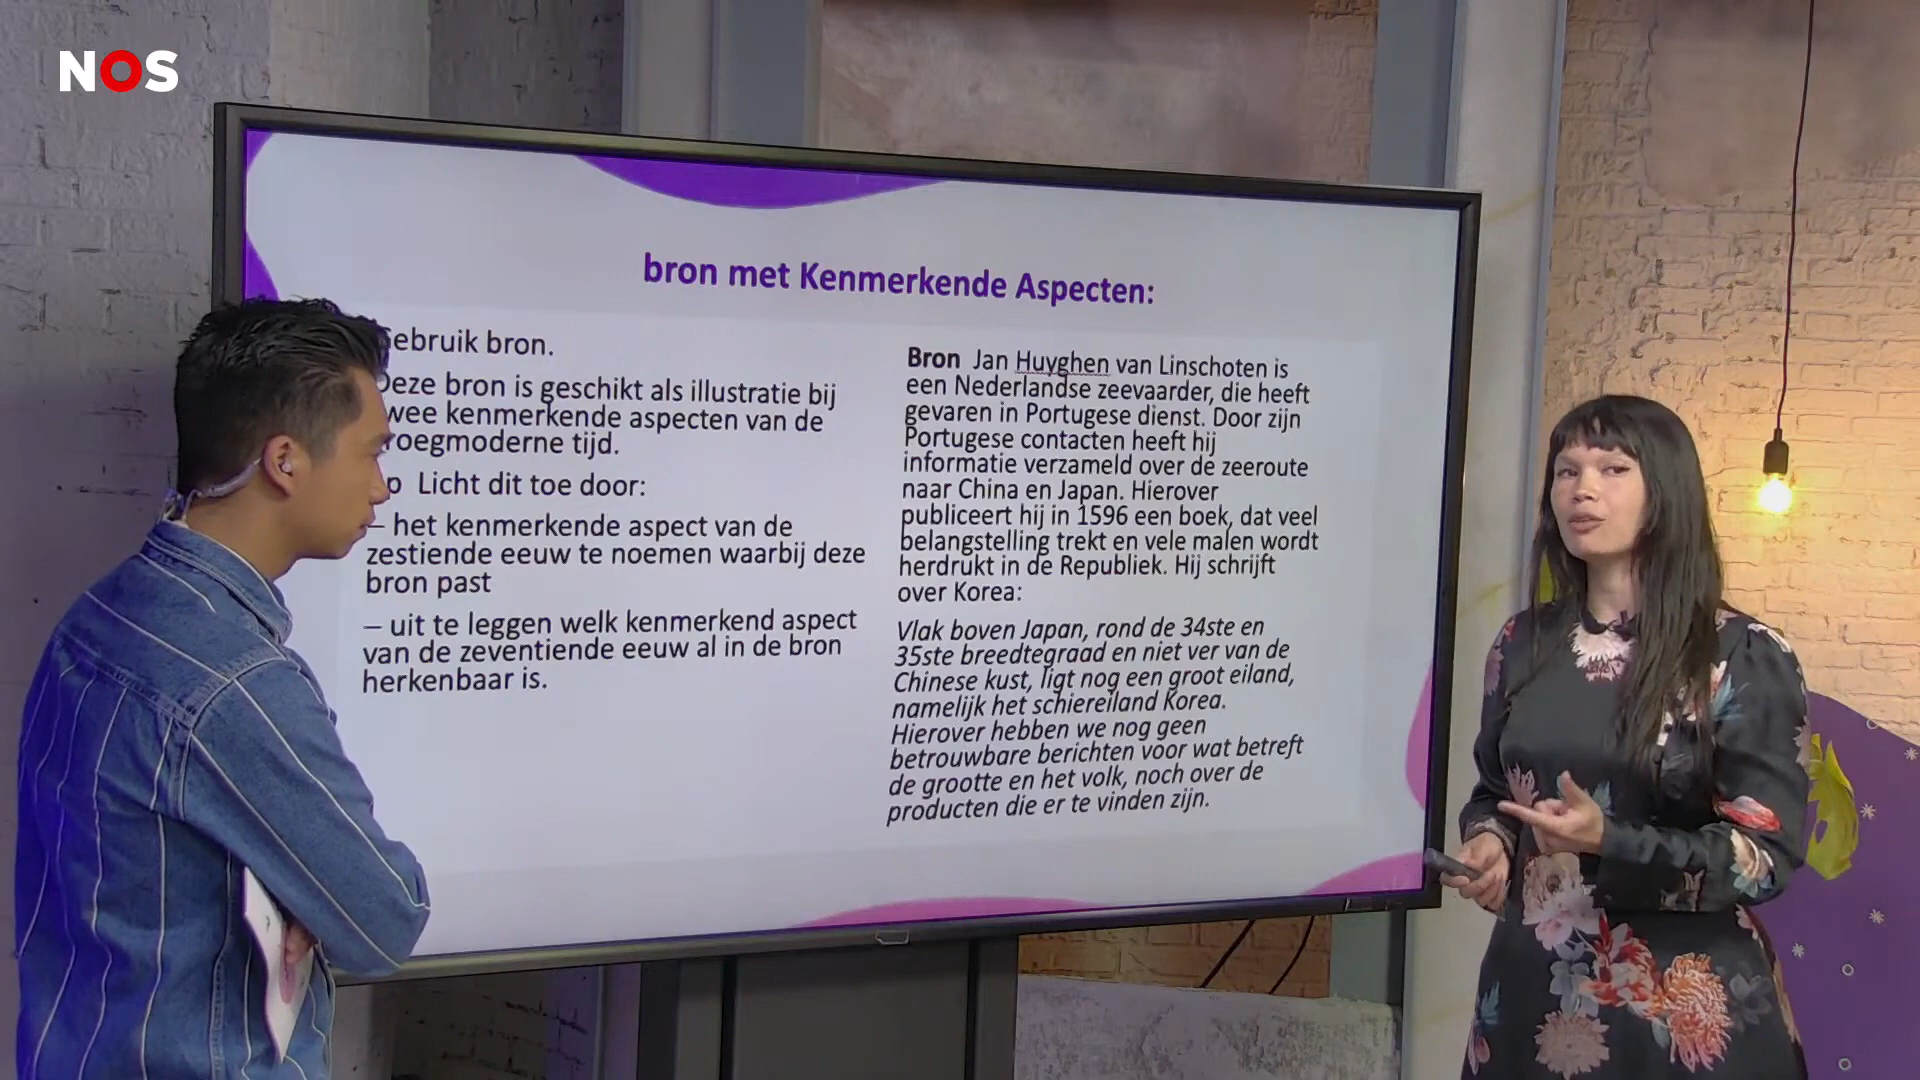 NOS
bron met Kenmerkende Aspecten:
ebruik bron.
Deze bron is geschikt als illustratie bij
wee kenmerkende aspecten van de
roegmoderne tijd.
p Licht dit toe door:
– het kenmerkende aspect van de
zestiende eeuw te noemen waarbij deze
bron past
– uit te leggen welk kenmerkend aspect
van de zeventiende eeuw al in de bron
herkenbaar is.
Bron Jan Huyghen van Linschoten is
een Nederlandse zeevaarder, die heeft
gevaren in Portugese dienst. Door zijn
Portugese contacten heeft hij
informatie verzameld over de zeeroute
naar China en Japan. Hierover
publiceert hij in 1596 een boek, dat veel
belangstelling trekt en vele malen wordt
herdrukt in de Republiek. Hij schrijft
over Korea:
Vlak boven Japan, rond de 34ste en
35ste breedtegraad en niet ver van de
Chinese kust, ligt nog een groot eiland,
namelijk het schiereiland Korea.
Hierover hebben we nog geen
betrouwbare berichten voor wat betreft
de grootte en het volk, noch over de
producten die er te vinden zijn.